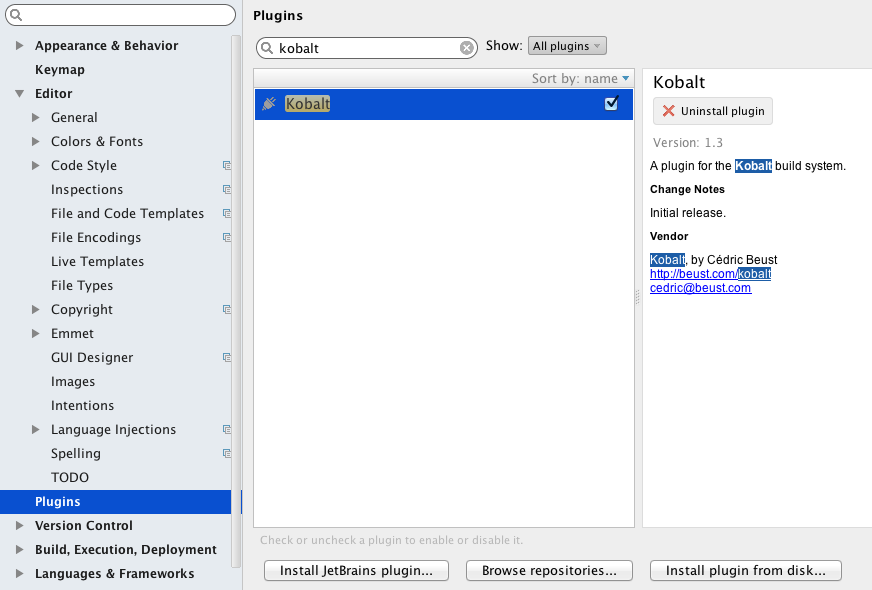 Appearance & Behavior
Keymap
Editor
General
Colors & Fonts
Code Style
Inspections
File and Code Templates
File Encodings
Live Templates
File Types
Copyright
Emmet
GUI Designer
Images
Intentions
Language Injections
Spelling
TODO
Plugins
Version Control
Build, Execution, Deployment
Languages & Frameworks
Plugins
kobalt
Show: All plugins
Sort by: name
Kobalt
Check or uncheck a plugin to enable or disable it.
Install JetBrains plugin...
Browse repositories...
Install plugin from disk...
Kobalt
Uninstall plugin
Version: 1.3
A plugin for the Kobalt build system.
Change Notes
Initial release.
Vendor
Kobalt, by Cédric Beust
http://beust.com/kobalt
cedric@beust.com